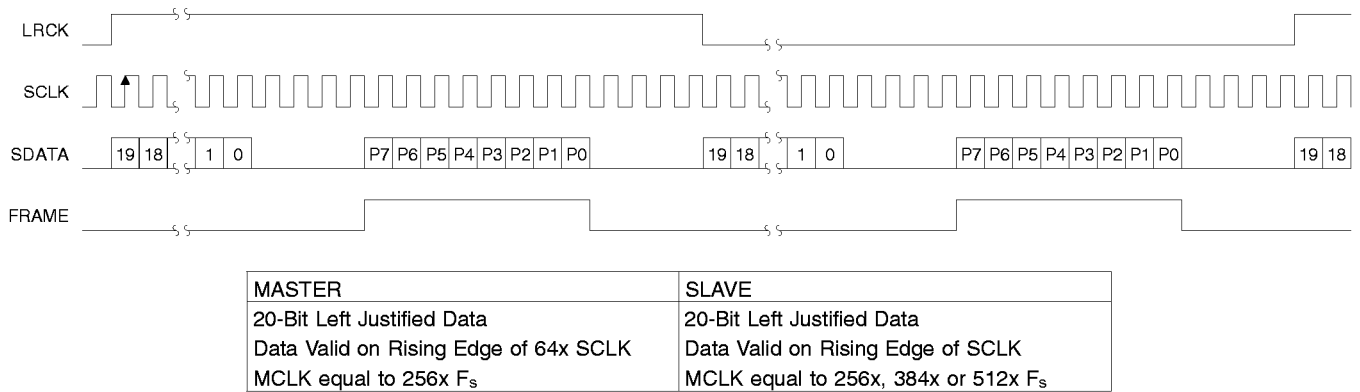 LRCK
SCLK
SDATA 19 18 1 0 P7 P6 P5 P4 P3 P2 P1 P0 19 18 1 0 P7 P6 P5 P4 P3 P2 P1 P0 19 18
FRAME
MASTER SLAVE
20-Bit Left Justified Data 20-Bit Left Justified Data
Data Valid on Rising Edge of 64x SCLK Data Valid on Rising Edge of SCLK
MCLK equal to 256x Fs MCLK equal to 256x, 384x or 512x Fs